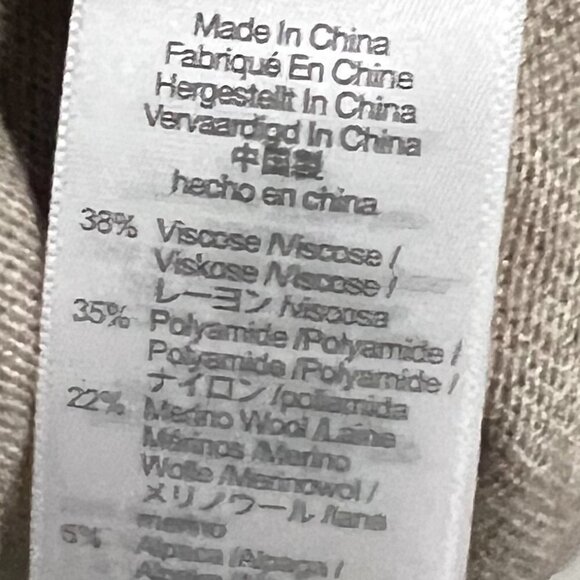 Made In China
Fabriqué En Chine
Hergestellt In China
Vervaardigd In China
中国製
hecho en china
38% Viscose /Viscose /
Viskose /Viscose /
レーヨン /viscosa
35% Polyamide /Polyamide /
Polyamide /Polyamide /
ナイロン /poliamida
22% Merino Wool /Laine
Mérinos /Merino
Wolle /Merinowol /
メリノウール /lana
merino
Alpaca /Alpaga /